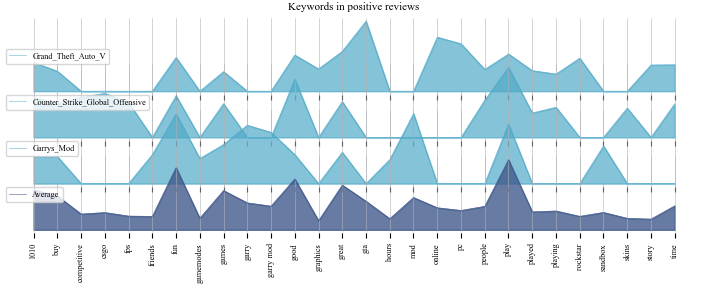 Keywords in positive reviews
Grand_Theft_Auto_V
Counter_Strike_Global_Offensive
Garrys_Mod
Average
1010
buy
competitive
csgo
fps
friends
fun
gamemodes
games
garry
garry mod
good
graphics
great
gta
hours
mod
online
pc
people
play
played
playing
rockstar
sandbox
skins
story
time